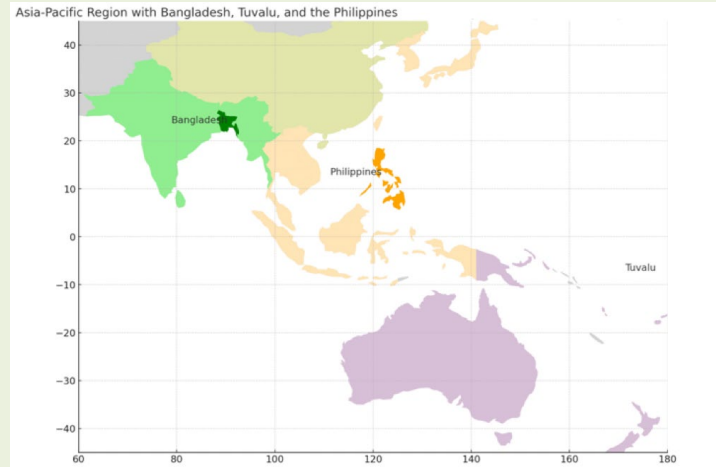 Asia-Pacific Region with Bangladesh, Tuvalu, and the Philippines
40
30
Bangladesh
20
Philippines
10
0
Tuvalu
−10
−20
−30
−40
60 80 100 120 140 160 180